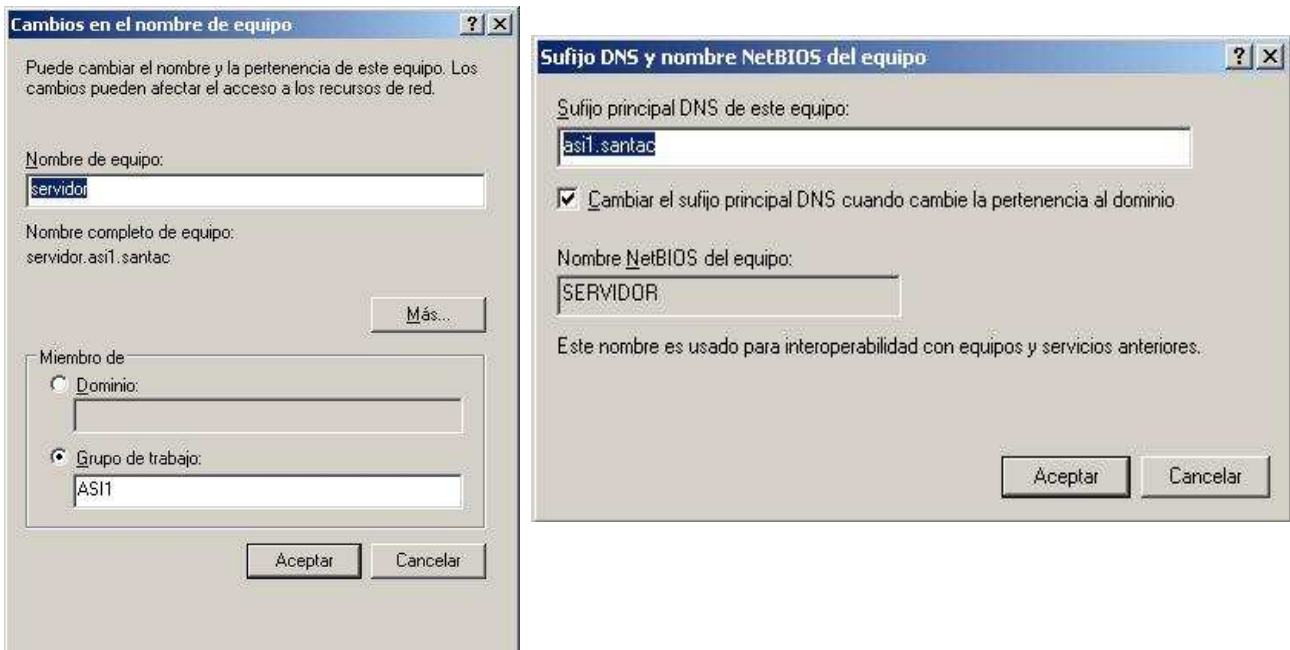 Cambios en el nombre de equipo
Puede cambiar el nombre y la pertenencia de este equipo. Los
cambios pueden afectar el acceso a los recursos de red.
Nombre de equipo:
servidor
Nombre completo de equipo:
servidor.asi1.santac
Más...
Miembro de
Dominio:
Grupo de trabajo:
ASI1
Aceptar Cancelar
Sufijo DNS y nombre NetBIOS del equipo
Sufijo principal DNS de este equipo:
asi1.santac
Cambiar el sufijo principal DNS cuando cambie la pertenencia al dominio
Nombre NetBIOS del equipo:
SERVIDOR
Este nombre es usado para interoperabilidad con equipos y servicios anteriores.
Aceptar Cancelar